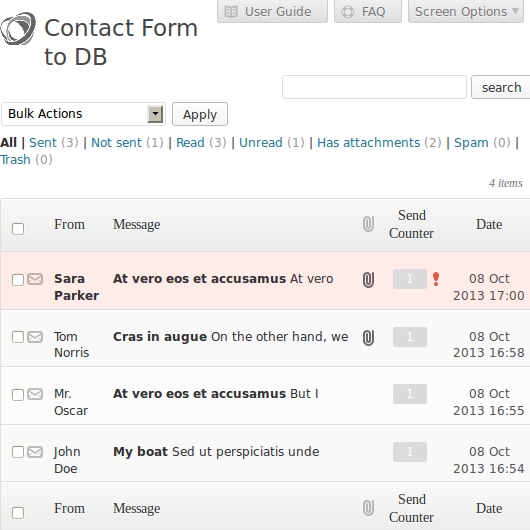 User Guide FAQ Screen Options
Contact Form
to DB
search
Bulk Actions Apply
All | Sent (3) | Not sent (1) | Read (3) | Unread (1) | Has attachments (2) | Spam (0) |
Trash (0)
4 items
From Message Send Counter Date
Sara Parker At vero eos et accusamus At vero 1 08 Oct 2013 17:00
Tom Norris Cras in augue On the other hand, we 1 08 Oct 2013 16:58
Mr. Oscar At vero eos et accusamus But I 1 08 Oct 2013 16:55
John Doe My boat Sed ut perspiciatis unde 1 08 Oct 2013 16:54
From Message Send Counter Date